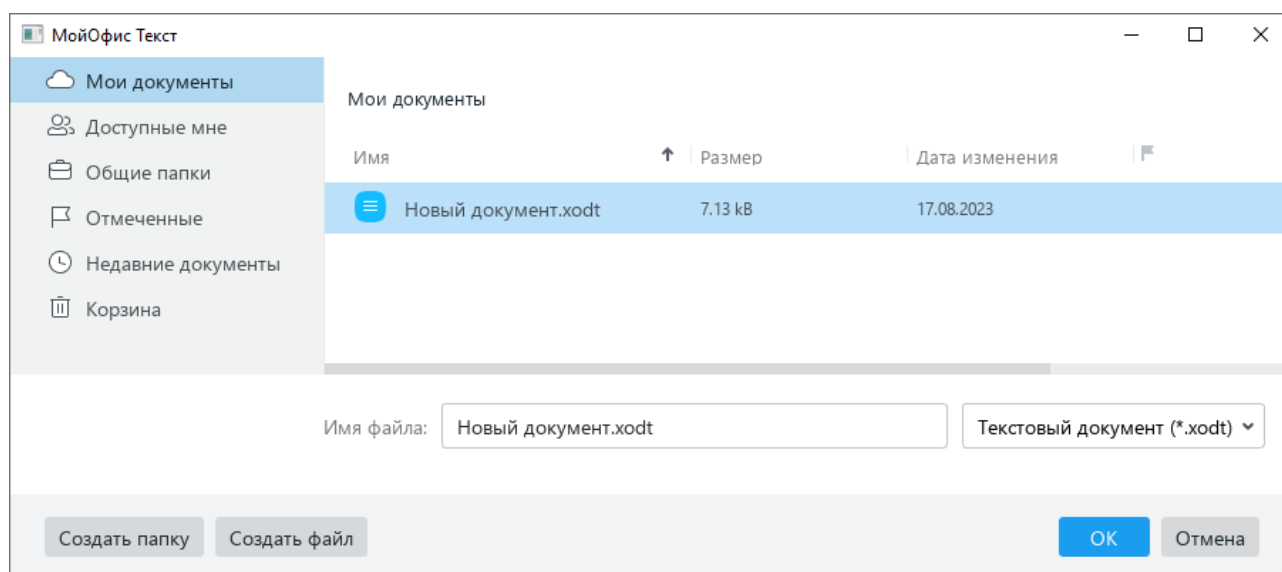 МойОфис Текст
Мои документы
Доступные мне
Общие папки
Отмеченные
Недавние документы
Корзина
Мои документы
Имя Размер Дата изменения
Новый документ.xodt 7.13 kB 17.08.2023
Имя файла: Новый документ.xodt Текстовый документ (*.xodt)
Создать папку Создать файл OK Отмена